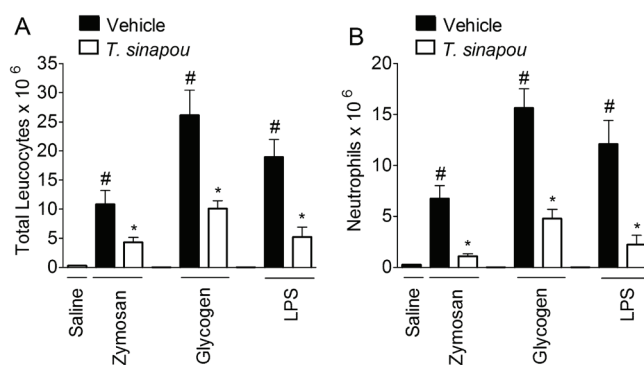 A
Vehicle
T. sinapou
Total Leucocytes x 10 6
35
30
25
20
15
10
5
0
#
*
#
*
#
*
Saline
Zymosan
Glycogen
LPS
B
Vehicle
T. sinapou
Neutrophils x 10 6
20
15
10
5
0
#
*
#
*
#
*
Saline
Zymosan
Glycogen
LPS